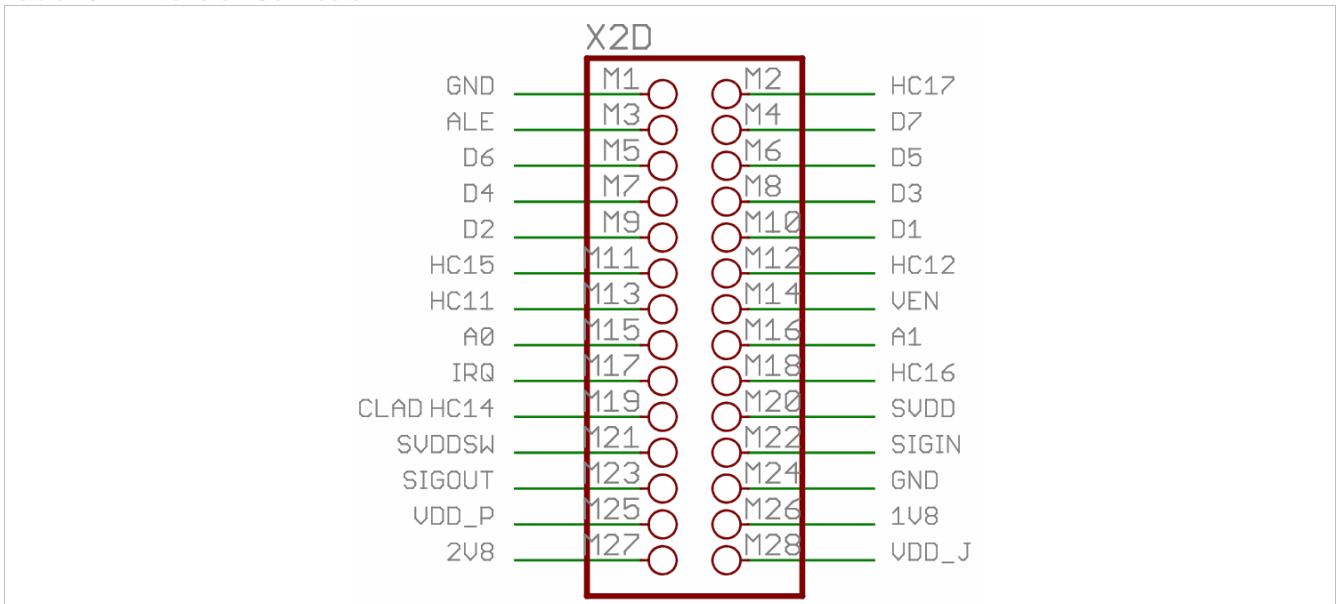 X2D
GND M1 M2 HC17
ALE M3 M4 D7
D6 M5 M6 D5
D4 M7 M8 D3
D2 M9 M10 D1
HC15 M11 M12 HC12
HC11 M13 M14 VEN
A0 M15 M16 A1
IRQ M17 M18 HC16
CLAD HC14 M19 M20 SVDD
SVDDSW M21 M22 SIGIN
SIGOUT M23 M24 GND
VDD_P M25 M26 1V8
2V8 M27 M28 VDD_J